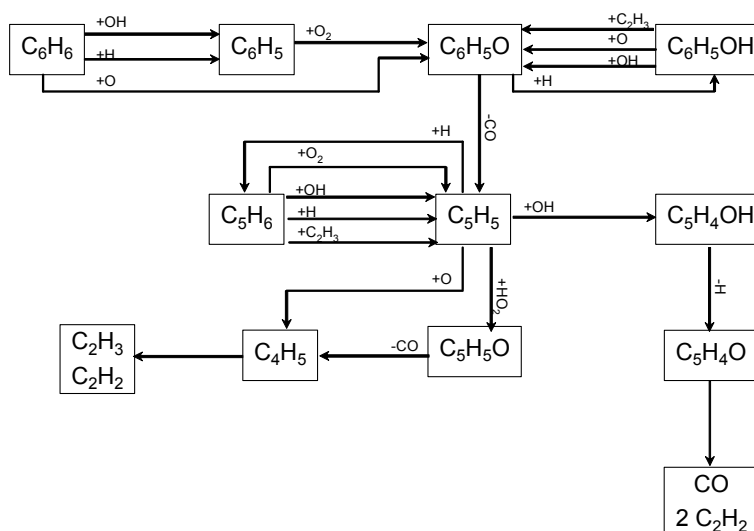 C₆H₆
+OH
+H
+O
C₆H₅
+O₂
C₆H₅O
+C₂H₃
+O
+OH
+H
C₆H₅OH
-CO
+H
+O₂
C₅H₆
+OH
+H
+C₂H₃
C₅H₅
+OH
C₅H₄OH
+O
+HO₂
-H
C₂H₃
C₂H₂
C₄H₅
-CO
C₅H₅O
C₅H₄O
CO
2 C₂H₂